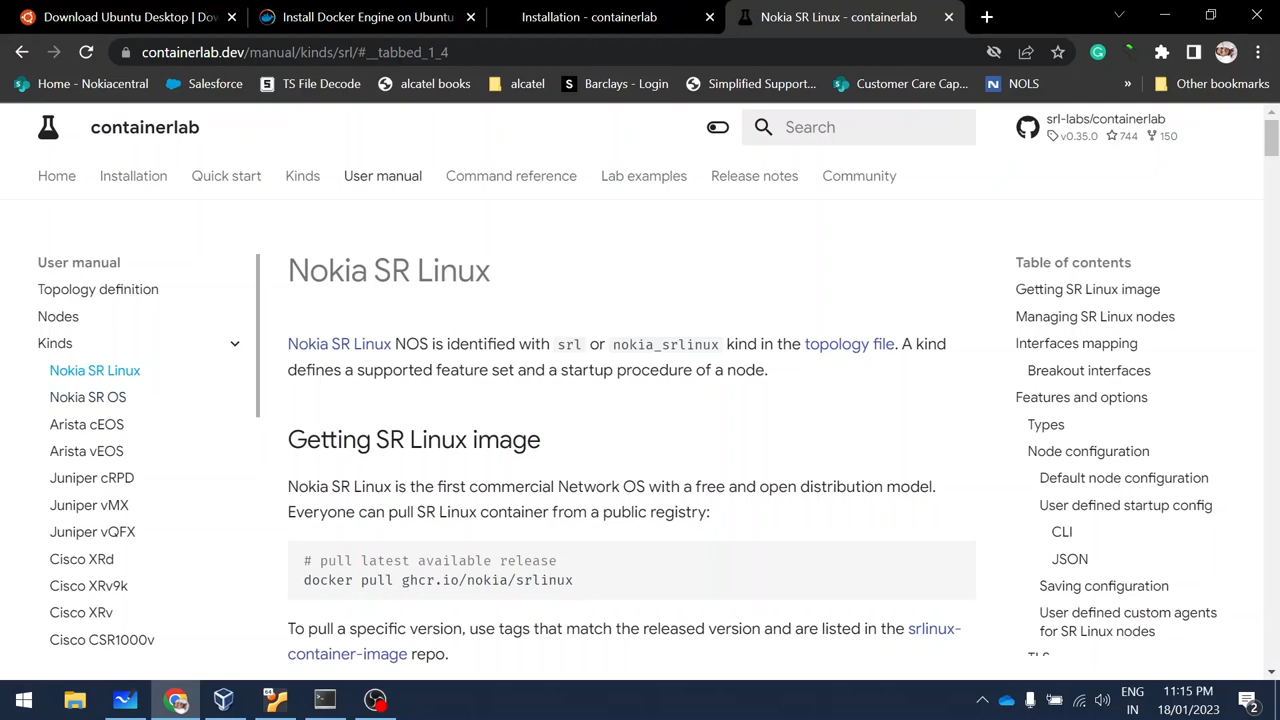 Download Ubuntu Desktop | Dow
Install Docker Engine on Ubuntu
Installation - containerlab
Nokia SR Linux - containerlab
containerlab.dev/manual/kinds/srl/#__tabbed_1_4
Home - Nokiacentral
Salesforce
TS File Decode
alcatel books
alcatel
Barclays - Login
Simplified Support...
Customer Care Cap...
NOLS
»
Other bookmarks
containerlab
Search
srl-labs/containerlab
v0.35.0 744 150
Home
Installation
Quick start
Kinds
User manual
Command reference
Lab examples
Release notes
Community
User manual
Topology definition
Nodes
Kinds
Nokia SR Linux
Nokia SR OS
Arista cEOS
Arista vEOS
Juniper cRPD
Juniper vMX
Juniper vQFX
Cisco XRd
Cisco XRv9k
Cisco XRv
Cisco CSR1000v
Nokia SR Linux
Nokia SR Linux NOS is identified with srl or nokia_srlinux kind in the topology file. A kind
defines a supported feature set and a startup procedure of a node.
Getting SR Linux image
Nokia SR Linux is the first commercial Network OS with a free and open distribution model.
Everyone can pull SR Linux container from a public registry:
# pull latest available release
docker pull ghcr.io/nokia/srlinux
To pull a specific version, use tags that match the released version and are listed in the srlinux-
container-image repo.
Table of contents
Getting SR Linux image
Managing SR Linux nodes
Interfaces mapping
Breakout interfaces
Features and options
Types
Node configuration
Default node configuration
User defined startup config
CLI
JSON
Saving configuration
User defined custom agents
for SR Linux nodes
TLS
ENG
IN
11:15 PM
18/01/2023
2